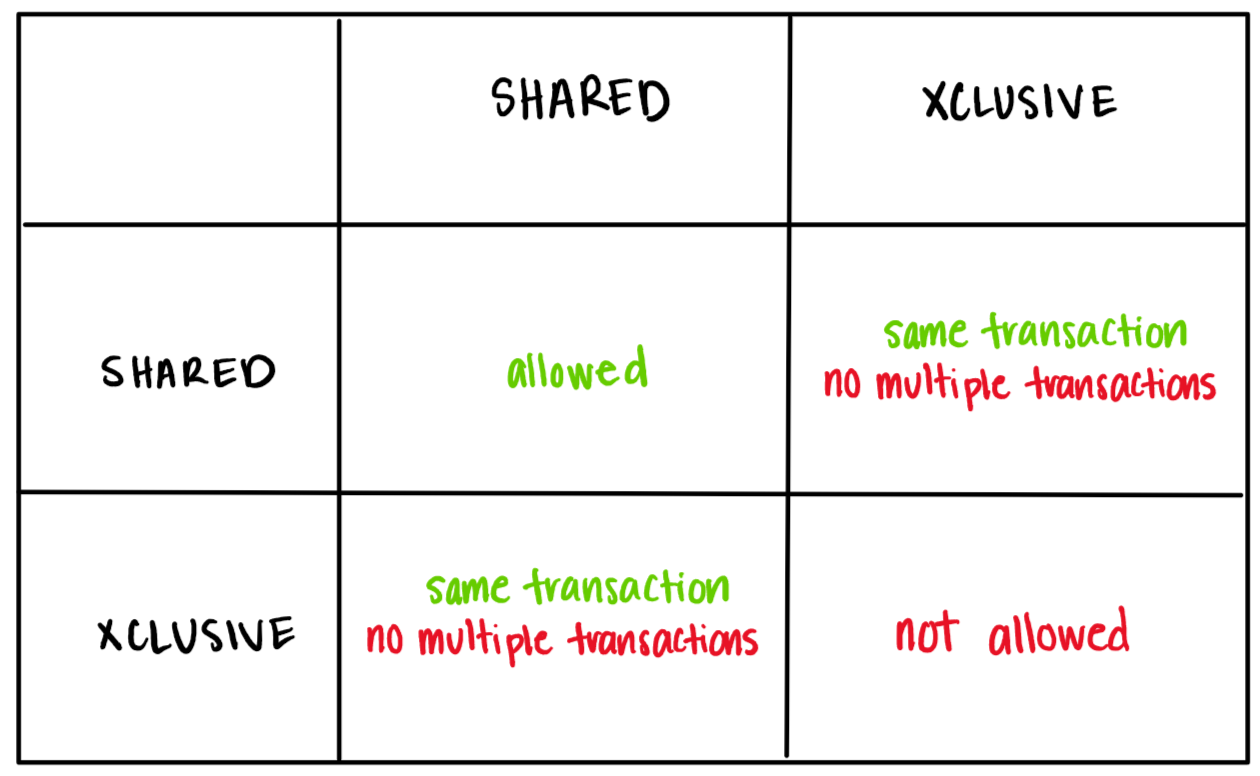 SHARED
XCLUSIVE
SHARED
allowed
same transaction
no multiple transactions
XCLUSIVE
same transaction
no multiple transactions
not allowed